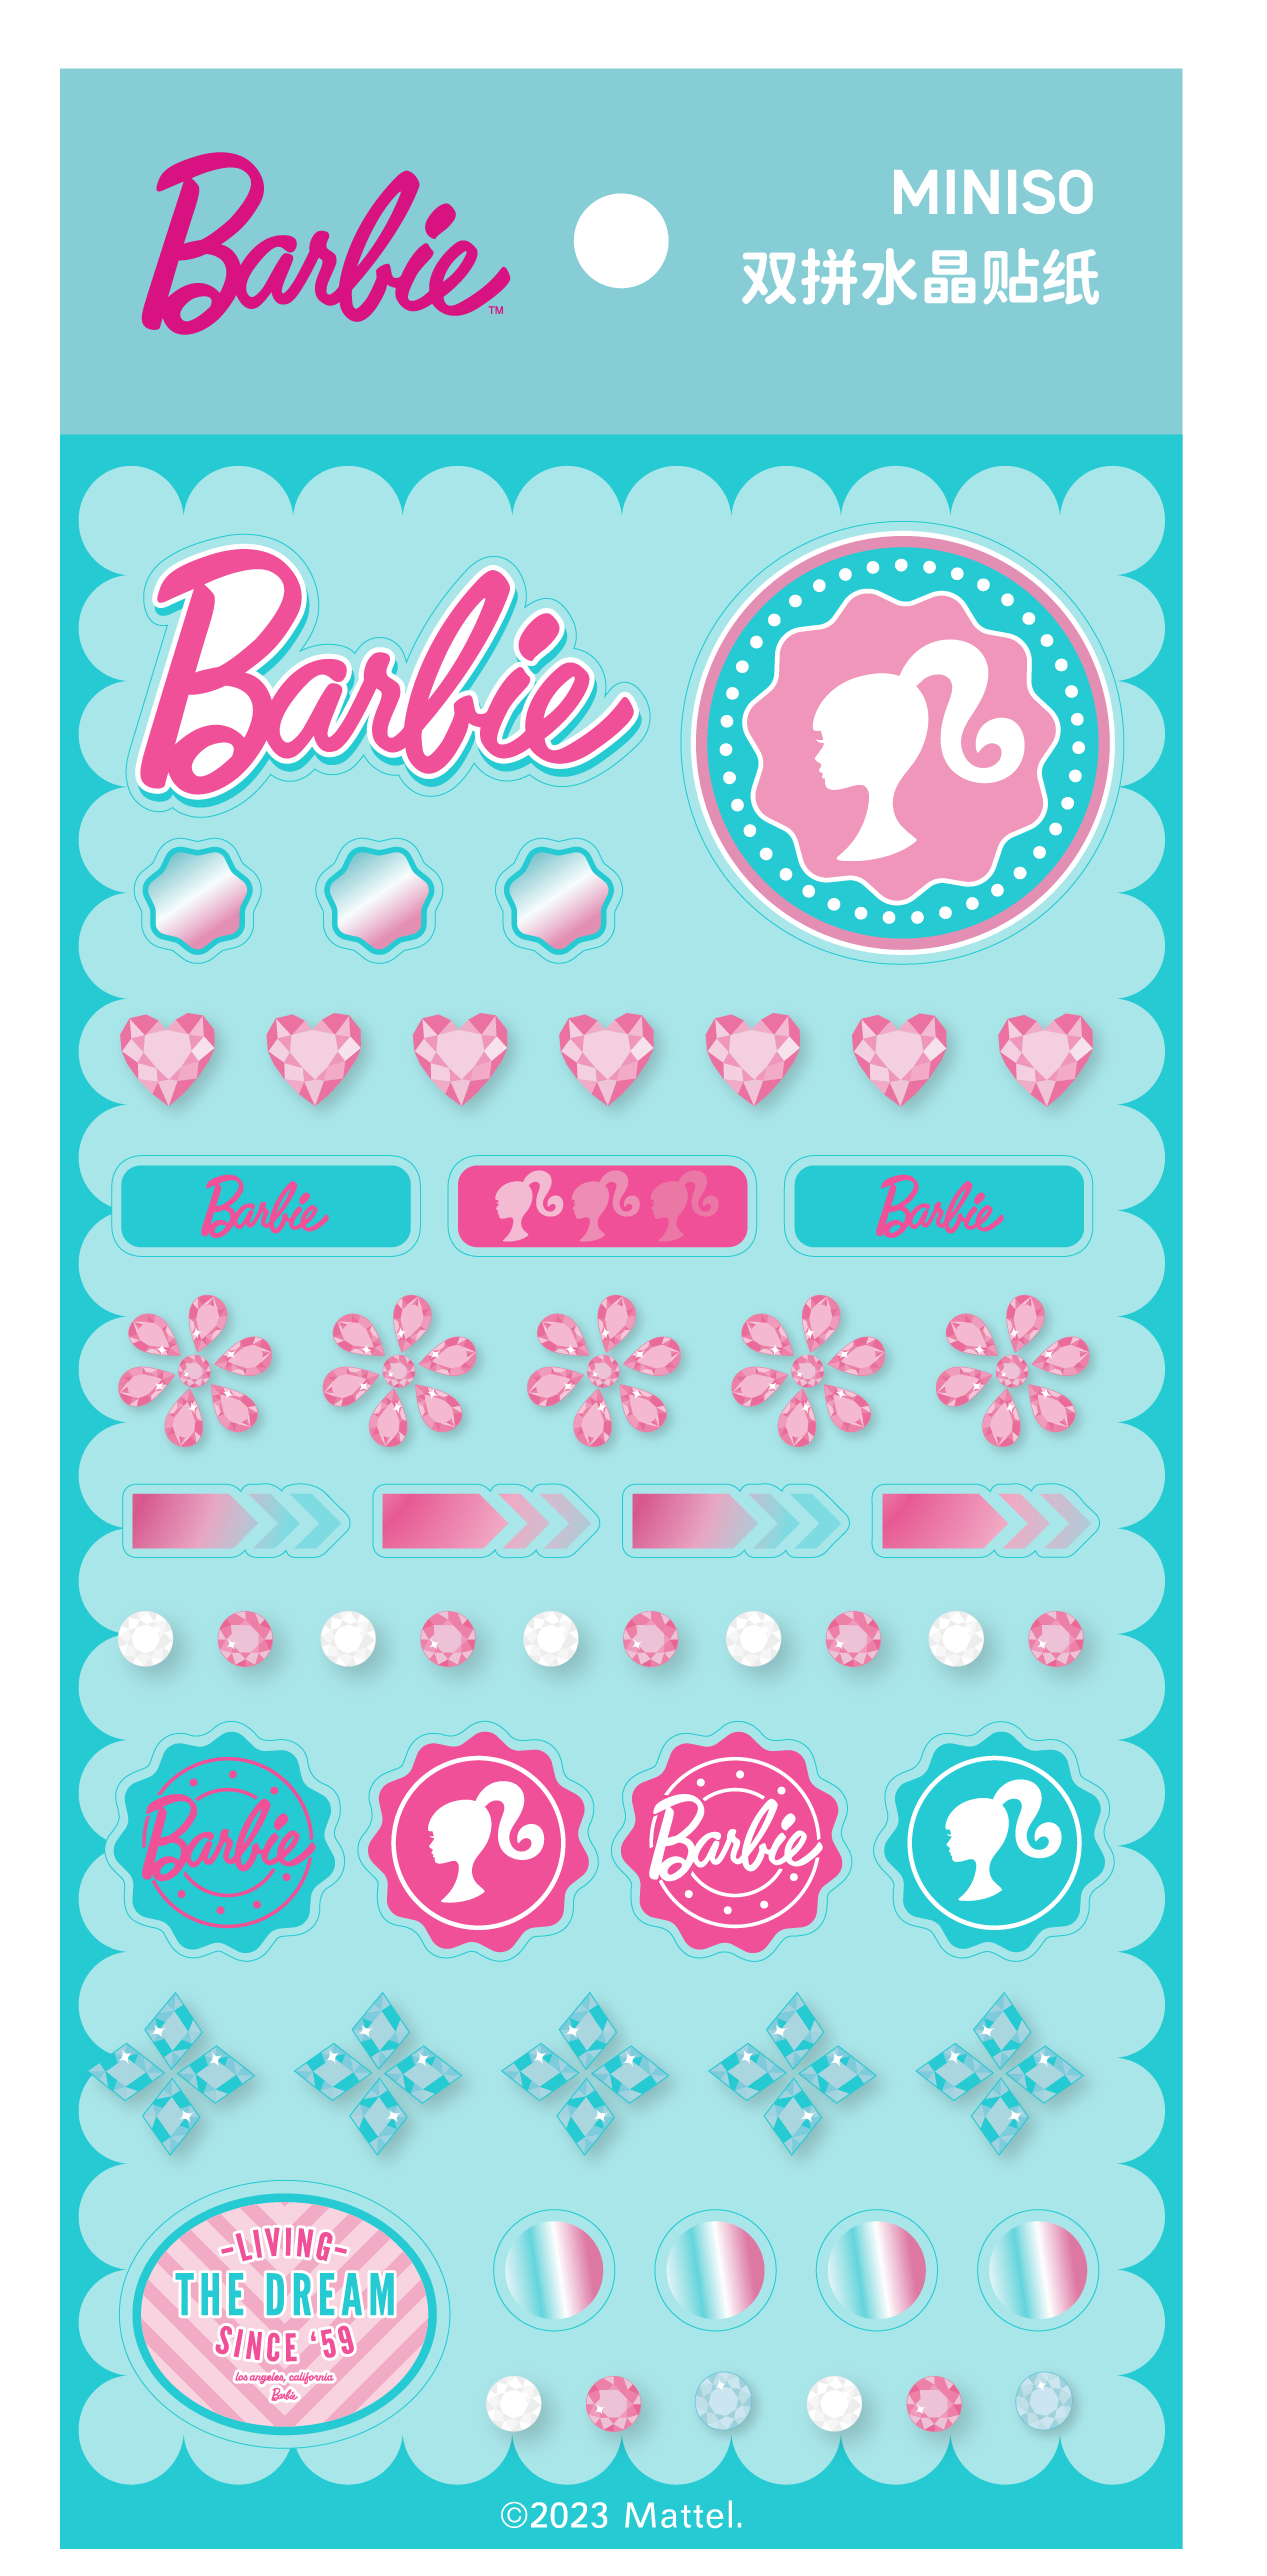 Barbie™
MINISO
双拼水晶贴纸
Barbie
Barbie
Barbie
Barbie
Barbie
-LIVING-
THE DREAM
SINCE '59
los angeles, california
Barbie
©2023 Mattel.